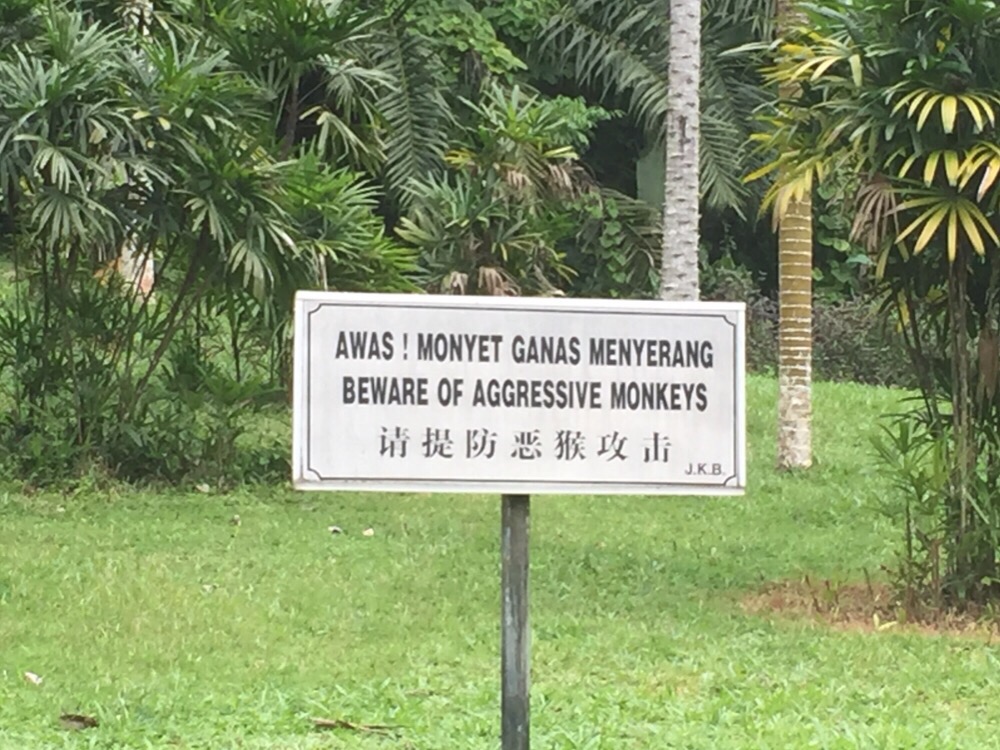 AWAS ! MONYET GANAS MENYERANG
BEWARE OF AGGRESSIVE MONKEYS
请提防恶猴攻击
J.K.B.